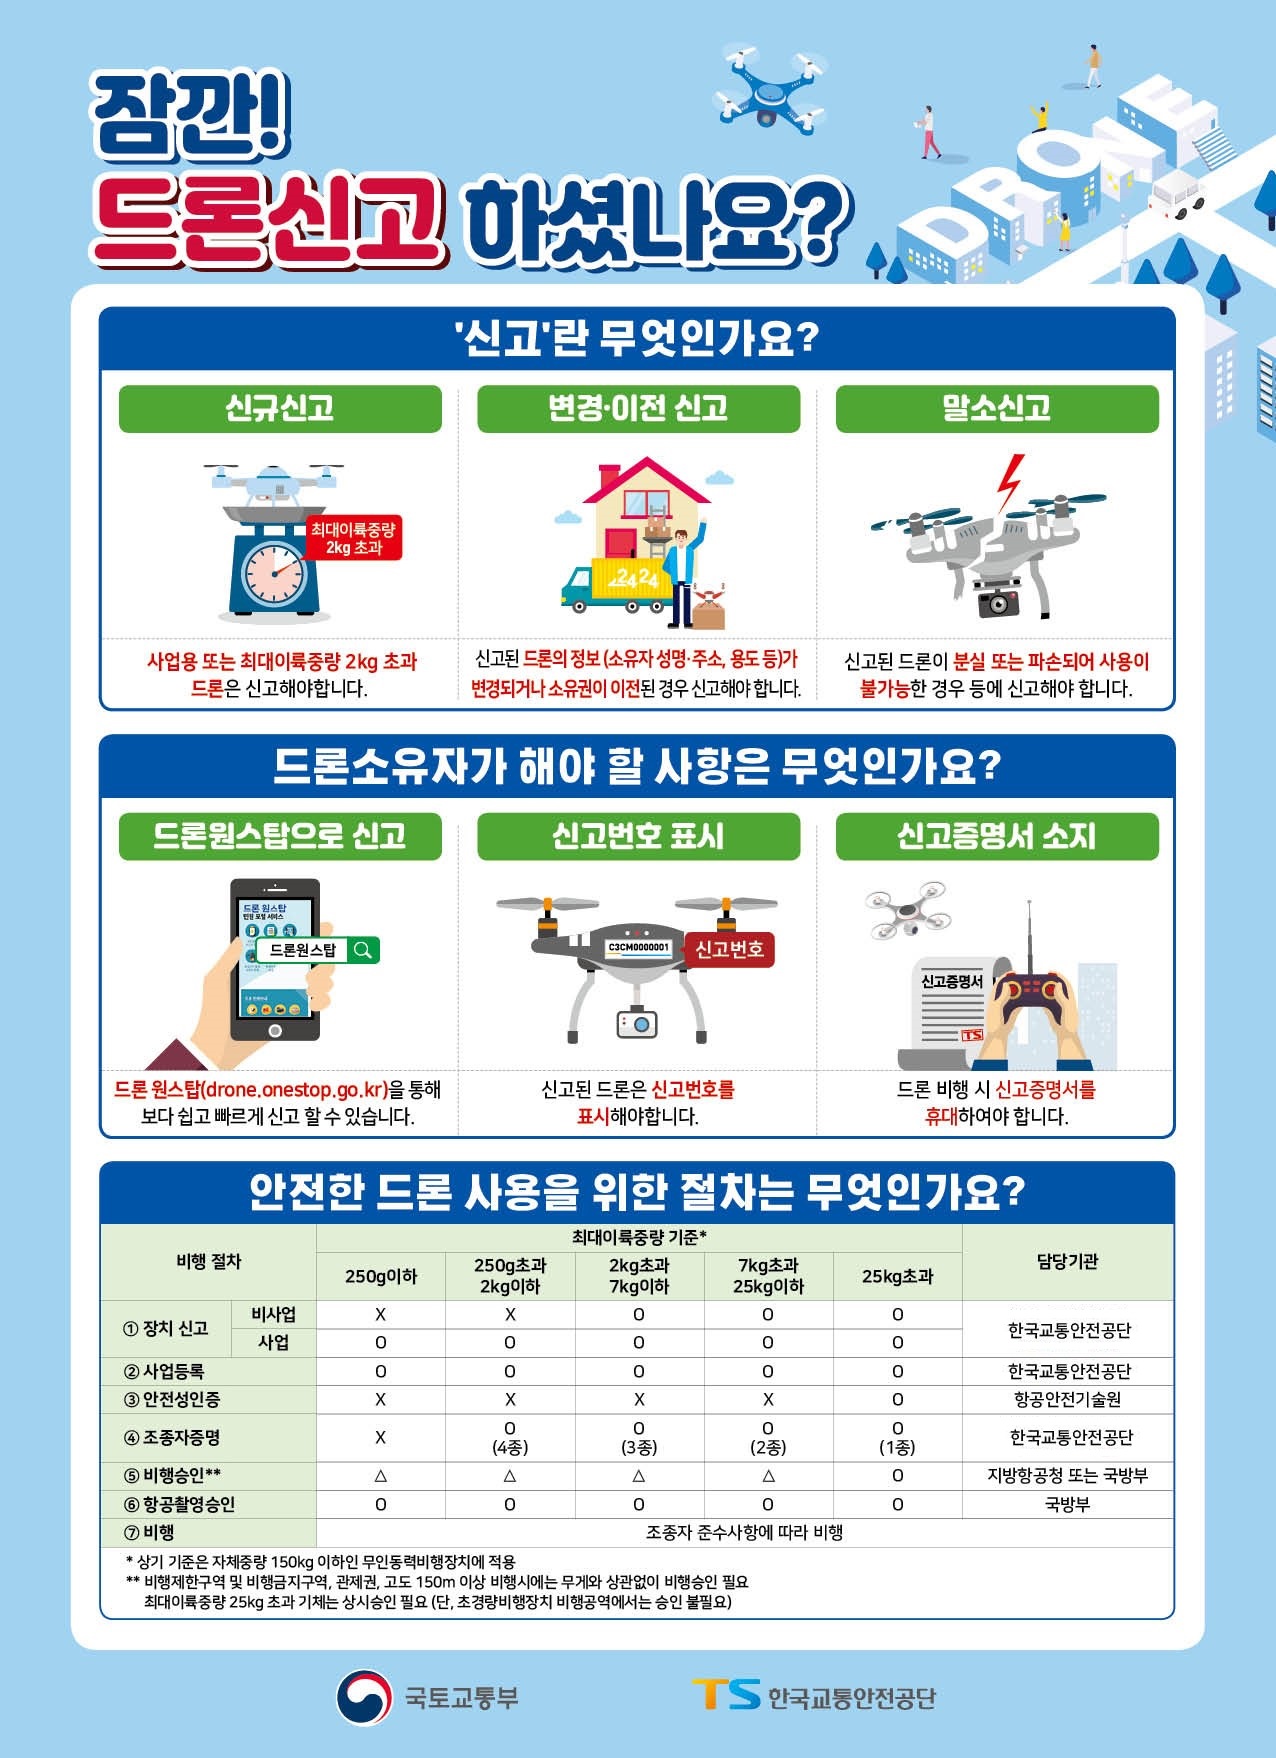 잠깐!
드론신고 하셨나요?
DRONE
'신고'란 무엇인가요?
신규신고
최대이륙중량
2kg 초과
사업용 또는 최대이륙중량 2kg 초과
드론은 신고해야합니다.
변경·이전 신고
2424
신고된 드론의 정보 (소유자 성명·주소, 용도 등)가
변경되거나 소유권이 이전된 경우 신고해야 합니다.
말소신고
신고된 드론이 분실 또는 파손되어 사용이
불가능한 경우 등에 신고해야 합니다.
드론소유자가 해야 할 사항은 무엇인가요?
드론원스탑으로 신고
드론 원스탑
민원 포털 서비스
드론원스탑
드론 원스탑(drone.onestop.go.kr)을 통해
보다 쉽고 빠르게 신고 할 수 있습니다.
신고번호 표시
C3CM0000001
신고번호
신고된 드론은 신고번호를
표시해야합니다.
신고증명서 소지
신고증명서
TS
드론 비행 시 신고증명서를
휴대하여야 합니다.
안전한 드론 사용을 위한 절차는 무엇인가요?
비행 절차 최대이륙중량 기준* 담당기관
250g이하 250g초과 2kg이하 2kg초과 7kg이하 7kg초과 25kg이하 25kg초과
① 장치 신고 비사업 X X O O O 한국교통안전공단
사업 O O O O O
② 사업등록 O O O O O 한국교통안전공단
③ 안전성인증 X X X X O 항공안전기술원
④ 조종자증명 X O (4종) O (3종) O (2종) O (1종) 한국교통안전공단
⑤ 비행승인** △ △ △ △ O 지방항공청 또는 국방부
⑥ 항공촬영승인 O O O O O 국방부
⑦ 비행 조종자 준수사항에 따라 비행
* 상기 기준은 자체중량 150kg 이하인 무인동력비행장치에 적용
** 비행제한구역 및 비행금지구역, 관제권, 고도 150m 이상 비행시에는 무게와 상관없이 비행승인 필요
최대이륙중량 25kg 초과 기체는 상시승인 필요 (단, 초경량비행장치 비행공역에서는 승인 불필요)
국토교통부
TS 한국교통안전공단